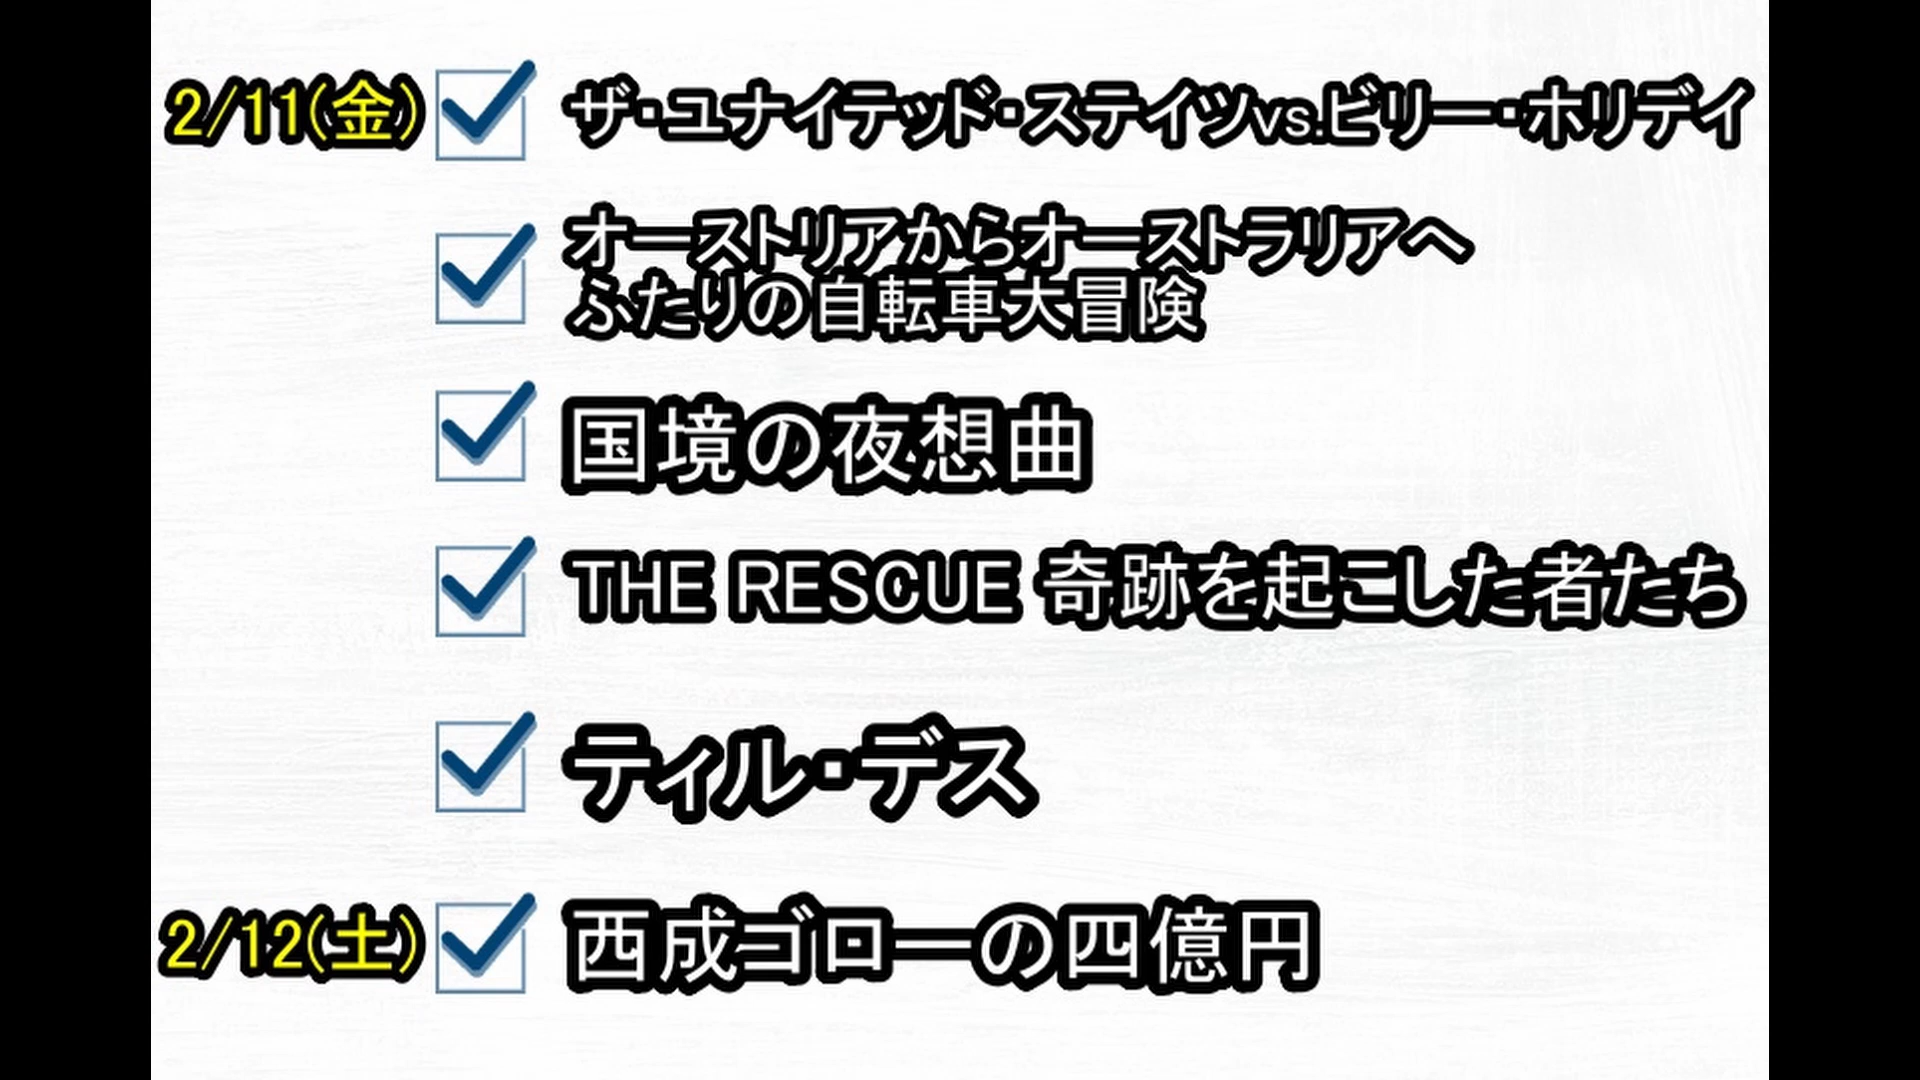 2/11(金) ザ・ユナイテッド・ステイツvs.ビリー・ホリデイ
オーストリアからオーストラリアへ
ふたりの自転車大冒険
国境の夜想曲
THE RESCUE 奇跡を起こした者たち
ティル・デス
2/12(土) 西成ゴローの四億円